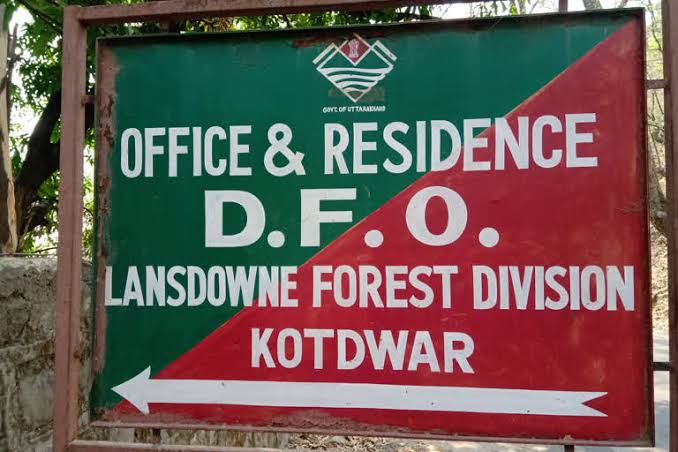 GOVT. OF UTTARAKHAND
OFFICE & RESIDENCE
D.F.O.
LANSDOWNE FOREST DIVISION
KOTDWAR